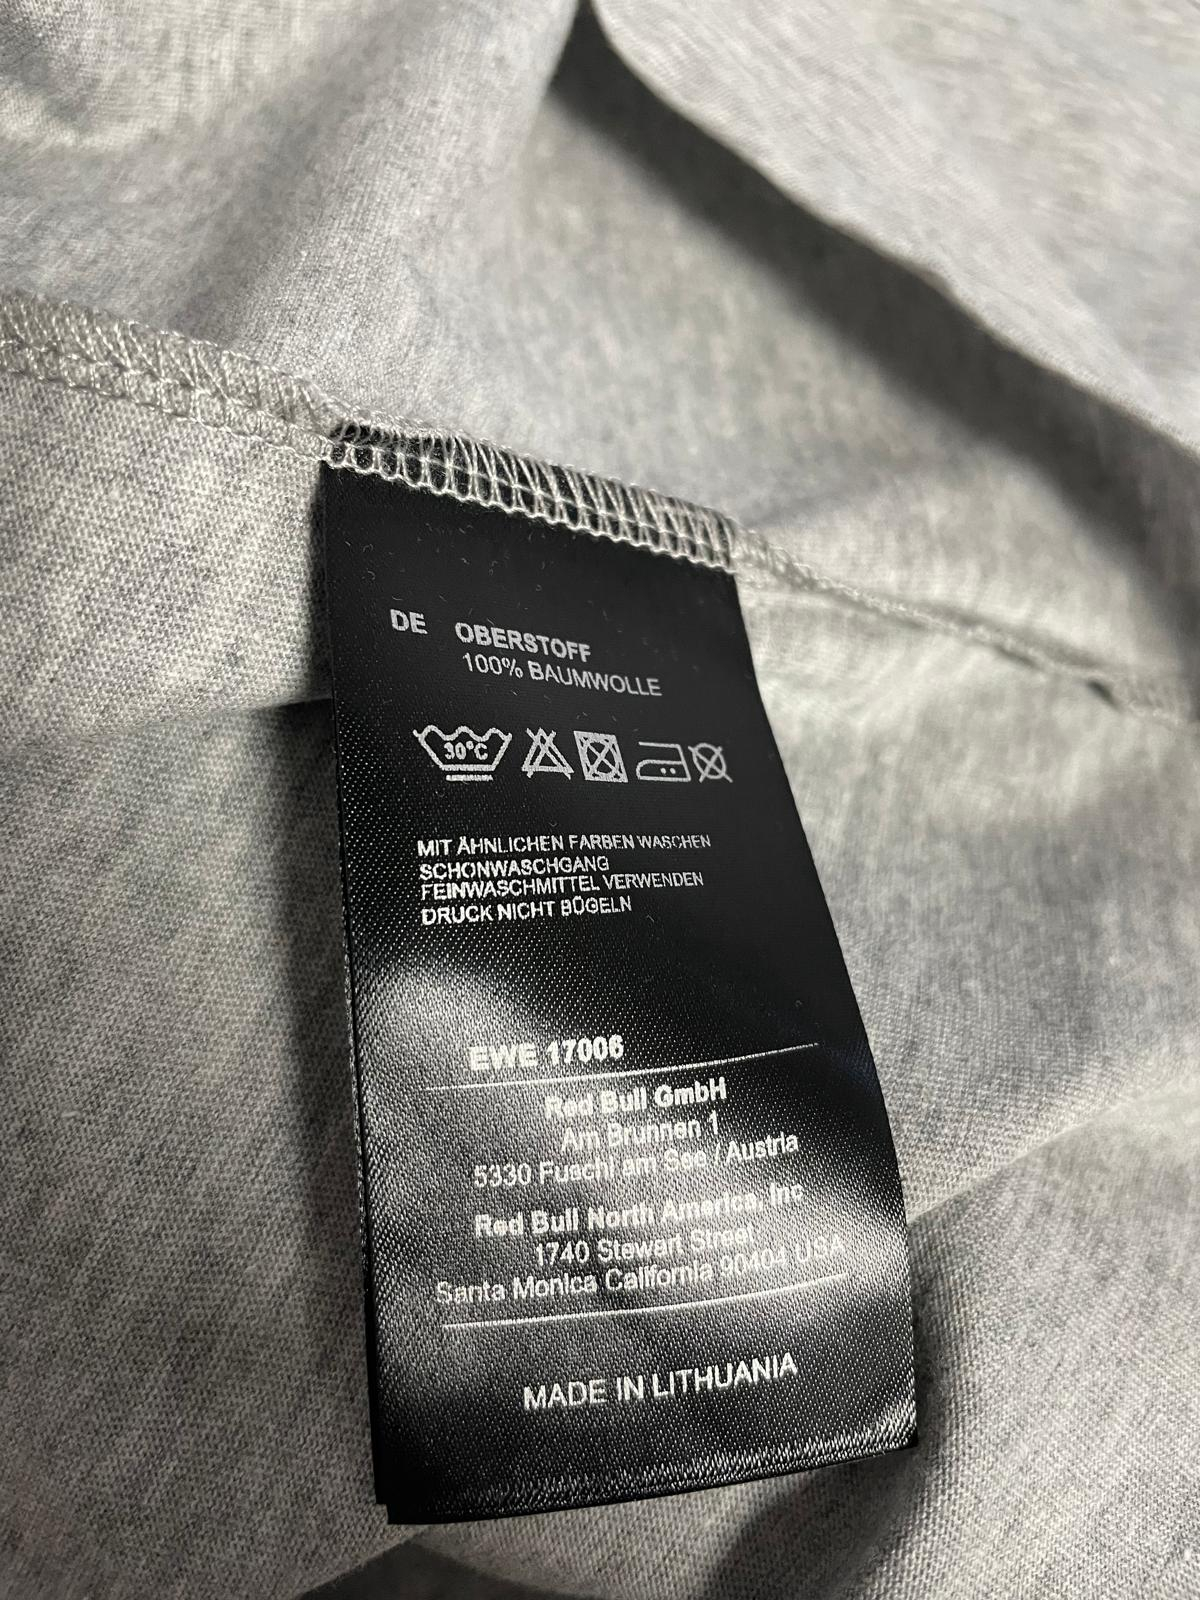 DE OBERSTOFF
100% BAUMWOLLE
30°C
MIT ÄHNLICHEN FARBEN WASCHEN
SCHONWASCHGANG
FEINWASCHMITTEL VERWENDEN
DRUCK NICHT BÜGELN
EWE 17006
Red Bull GmbH
Am Brunnen 1
5330 Fuschl am See / Austria
Red Bull North America, Inc
1740 Stewart Street
Santa Monica California 90404 USA
MADE IN LITHUANIA